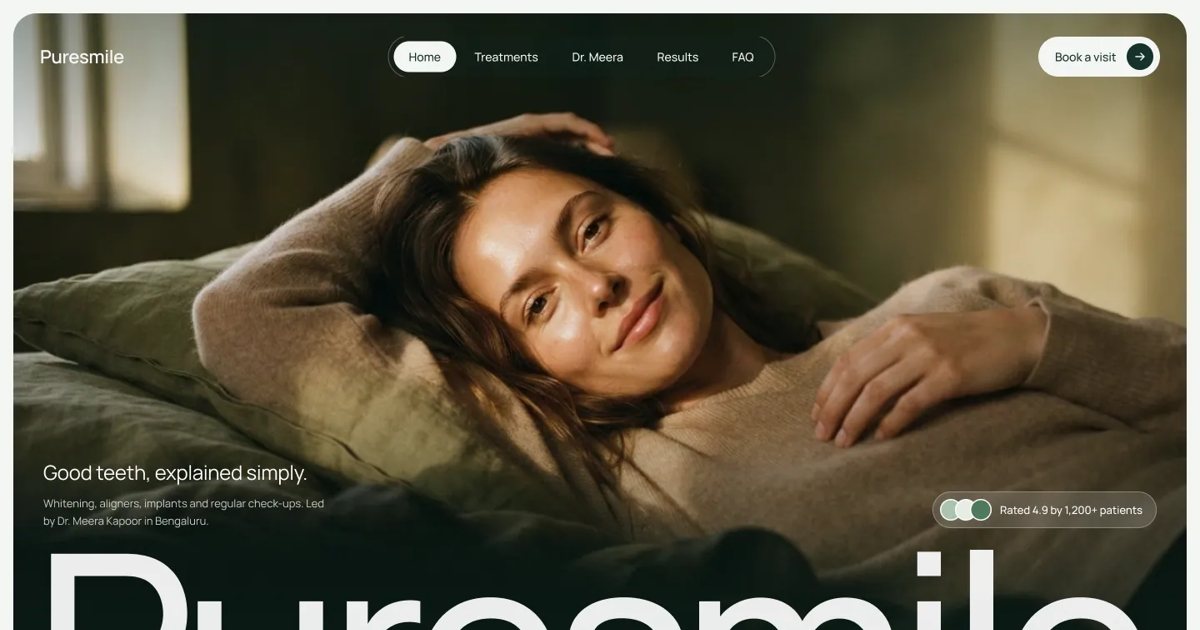 Puresmile
Home
Treatments
Dr. Meera
Results
FAQ
Book a visit
Good teeth, explained simply.
Whitening, aligners, implants and regular check-ups. Led
by Dr. Meera Kapoor in Bengaluru.
Rated 4.9 by 1,200+ patients
Puresmile